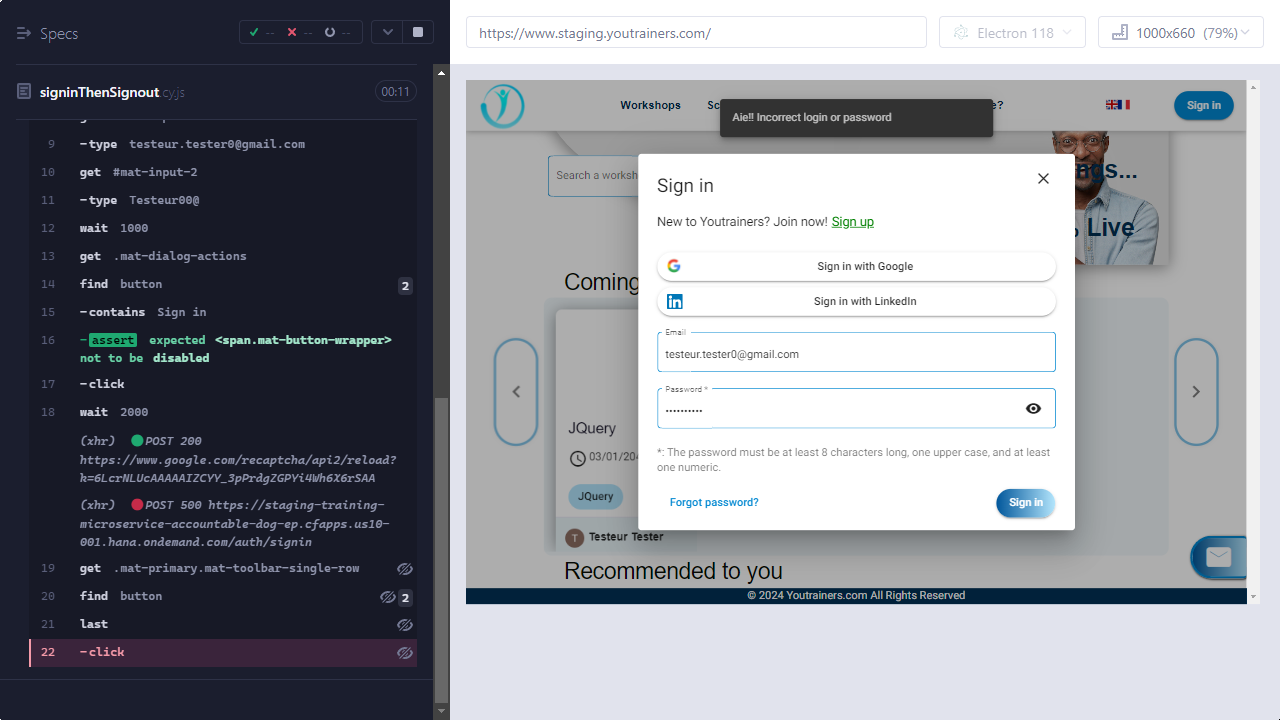 Specs
--
--
--
https://www.staging.youtrainers.com/
Electron 118
1000x660 (79%)
signinThenSignout.cy.js
00:11
9 -type testeur.tester0@gmail.com
10 get #mat-input-2
11 -type Testeur00@
12 wait 1000
13 get .mat-dialog-actions
14 find button 2
15 -contains Sign in
16 -assert expected <span.mat-button-wrapper>
not to be disabled
17 -click
18 wait 2000
(xhr) POST 200
https://www.google.com/recaptcha/api2/reload?
k=6LcrNLUcAAAAAIZCYY_3pPrdgZGPYi4Wh6X6rSAA
(xhr) POST 500 https://staging-training-
microservice-accountable-dog-ep.cfapps.us10-
001.hana.ondemand.com/auth/signin
19 get .mat-primary.mat-toolbar-single-row
20 find button 2
21 last
22 -click
Workshops
Sign in
Aie!! Incorrect login or password
Search a worksh
ngs...
Live
Sign in
New to Youtrainers? Join now! Sign up
Sign in with Google
Sign in with LinkedIn
Email
testeur.tester0@gmail.com
Password *
*: The password must be at least 8 characters long, one upper case, and at least
one numeric.
Forgot password?
Sign in
Coming
JQuery
03/01/204
JQuery
T
Testeur Tester
Recommended to you
© 2024 Youtrainers.com All Rights Reserved